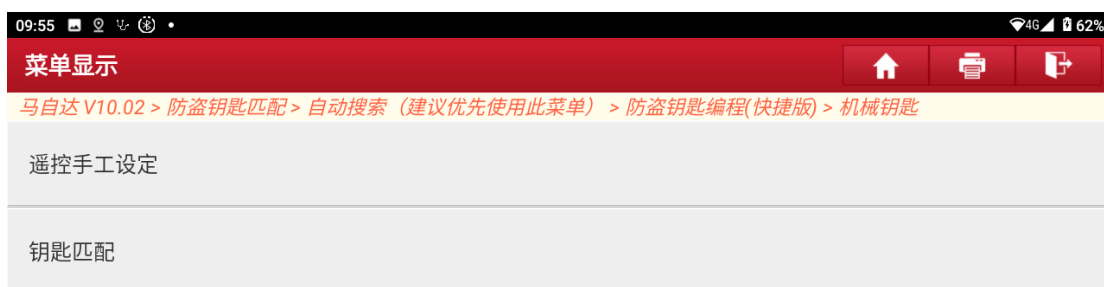 09:55 4G 62%
菜单显示
马自达 V10.02 > 防盗钥匙匹配 > 自动搜索（建议优先使用此菜单） > 防盗钥匙编程(快捷版) > 机械钥匙
遥控手工设定
钥匙匹配